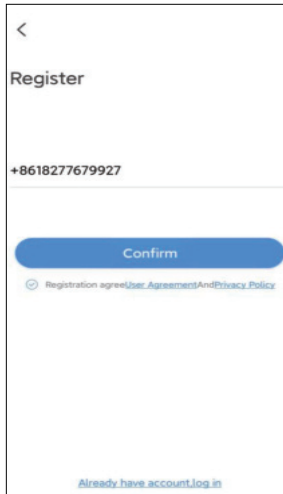 Register
+8618277679927
Confirm
Registration agreeUser AgreementAndPrivacy Policy
Already have account,log in